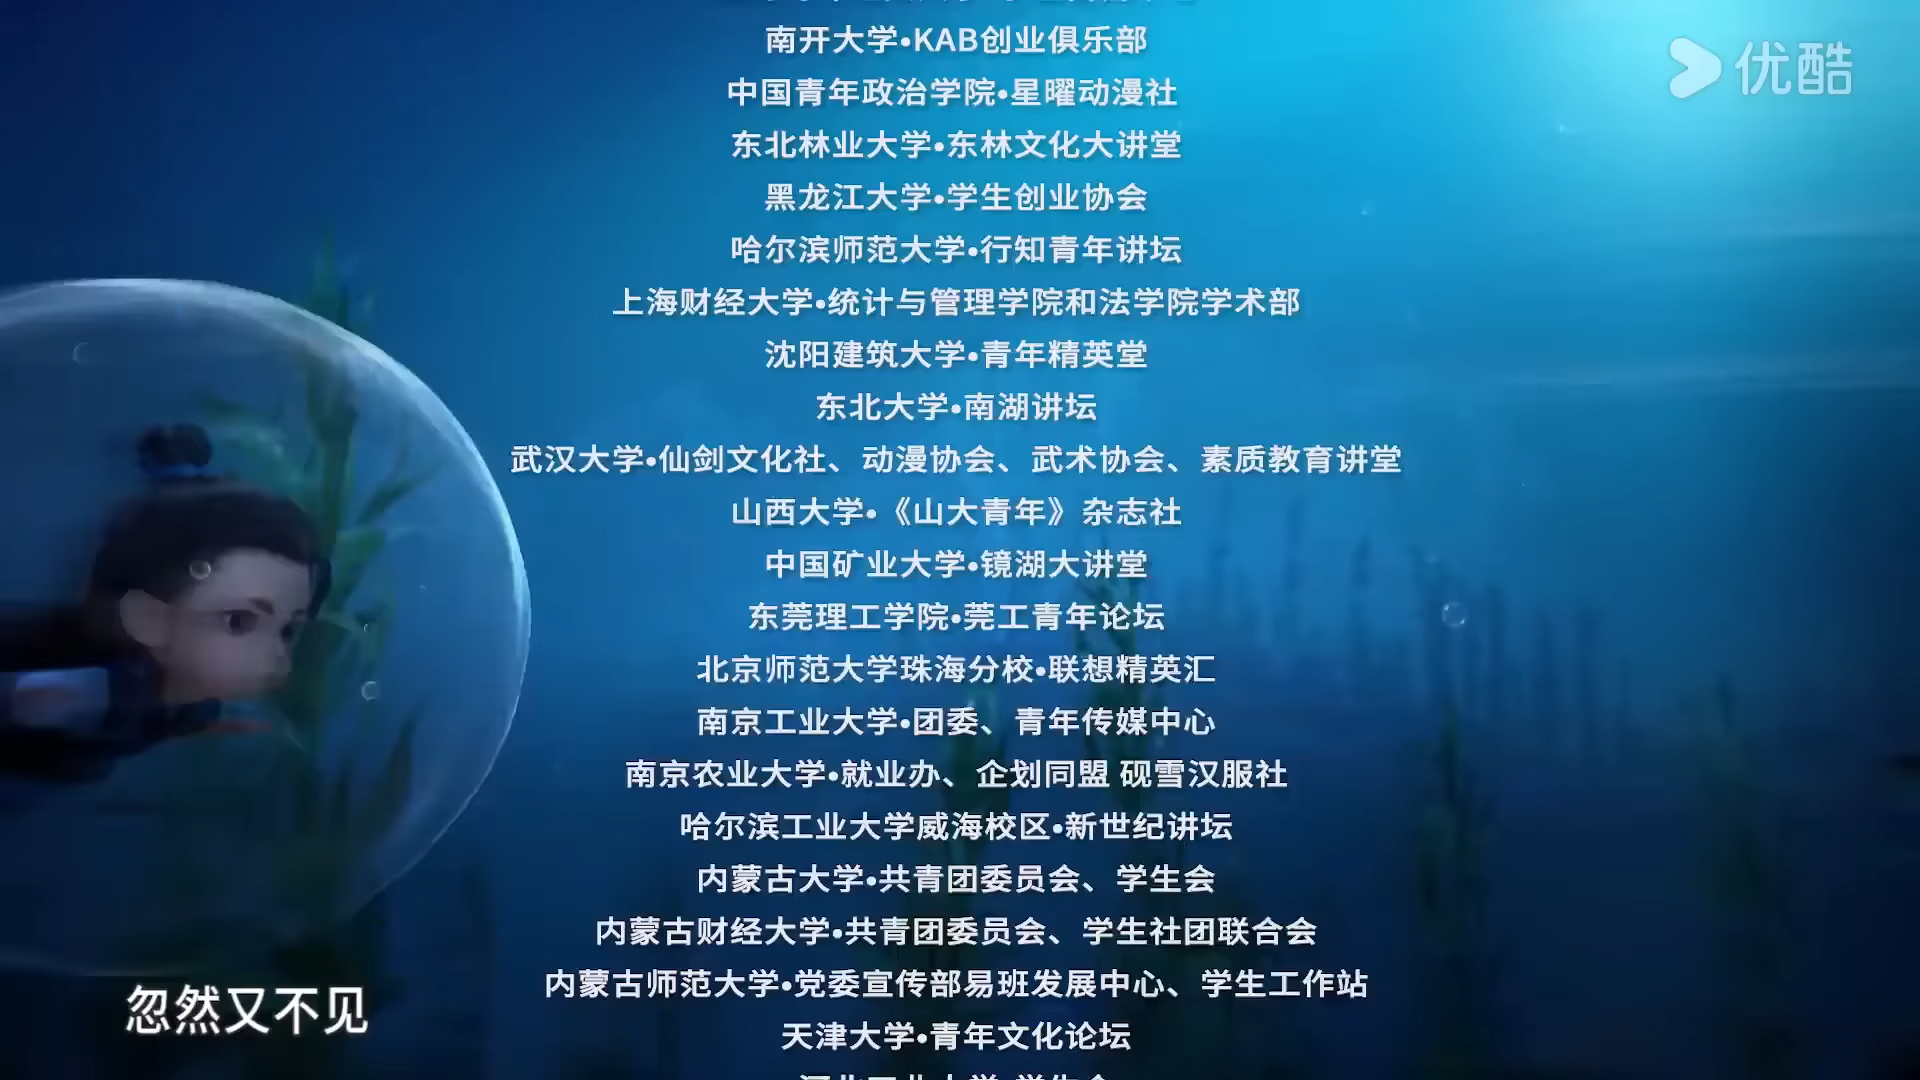 南开大学•KAB创业俱乐部
优酷
中国青年政治学院•星曜动漫社
东北林业大学•东林文化大讲堂
黑龙江大学•学生创业协会
哈尔滨师范大学•行知青年讲坛
上海财经大学•统计与管理学院和法学院学术部
沈阳建筑大学•青年精英堂
东北大学•南湖讲坛
武汉大学•仙剑文化社、动漫协会、武术协会、素质教育讲堂
山西大学•《山大青年》杂志社
中国矿业大学•镜湖大讲堂
东莞理工学院•莞工青年论坛
北京师范大学珠海分校•联想精英汇
南京工业大学•团委、青年传媒中心
南京农业大学•就业办、企划同盟 砚雪汉服社
哈尔滨工业大学威海校区•新世纪讲坛
内蒙古大学•共青团委员会、学生会
内蒙古财经大学•共青团委员会、学生社团联合会
内蒙古师范大学•党委宣传部易班发展中心、学生工作站
忽然又不见
天津大学•青年文化论坛